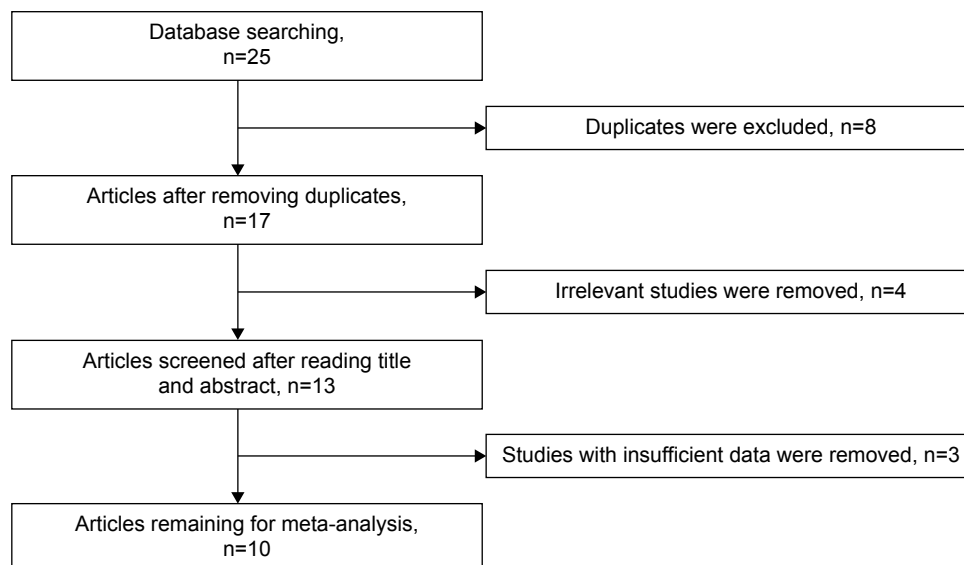 Database searching,
n=25
Duplicates were excluded, n=8
Articles after removing duplicates,
n=17
Irrelevant studies were removed, n=4
Articles screened after reading title
and abstract, n=13
Studies with insufficient data were removed, n=3
Articles remaining for meta-analysis,
n=10